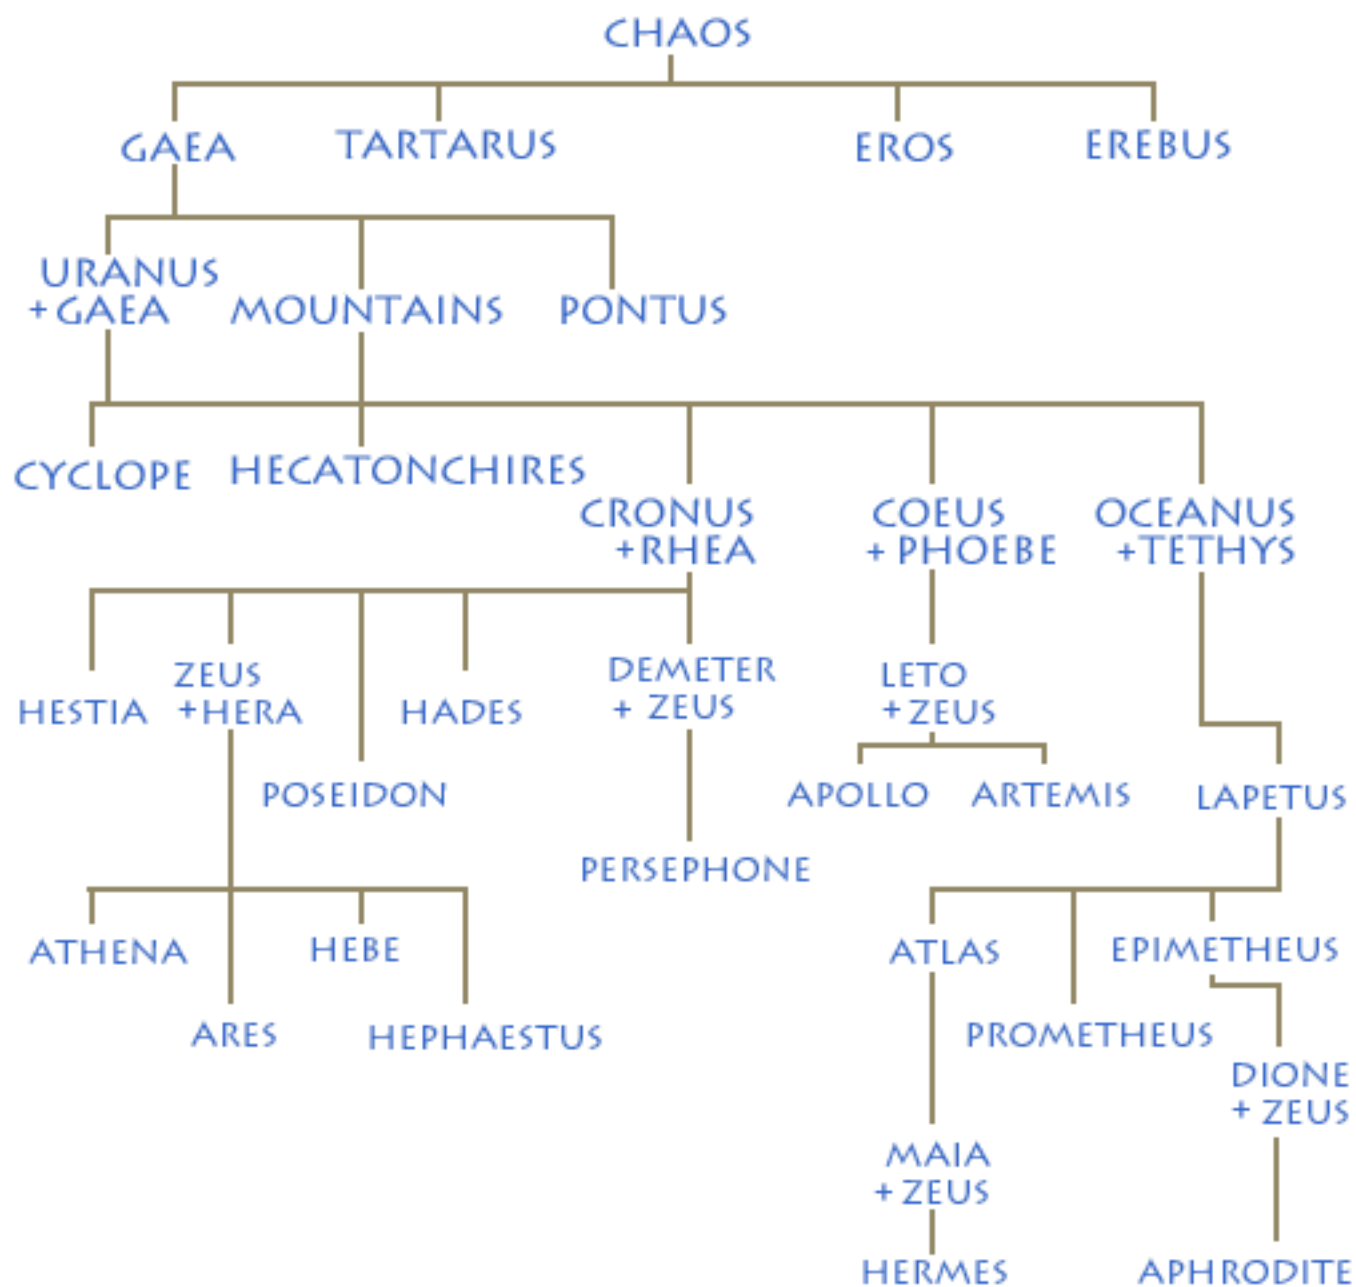 CHAOS
GAEA TARTARUS EROS EREBUS
URANUS
+GAEA MOUNTAINS PONTUS
CYCLOPE HECATONCHIRES
CRONUS COEUS OCEANUS
+RHEA +PHOEBE +TETHYS
ZEUS DEMETER LETO
HESTIA +HERA HADES + ZEUS +ZEUS
POSEIDON APOLLO ARTEMIS LAPETUS
PERSEPHONE
ATHENA HEBE ATLAS EPIMETHEUS
ARES HEPHAESTUS PROMETHEUS
DIONE
+ ZEUS
MAIA
+ZEUS
HERMES APHRODITE